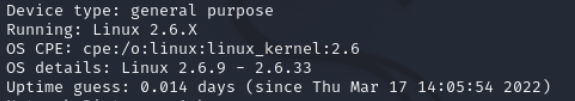 Device type: general purpose
Running: Linux 2.6.X
OS CPE: cpe:/o:linux:linux_kernel:2.6
OS details: Linux 2.6.9 - 2.6.33
Uptime guess: 0.014 days (since Thu Mar 17 14:05:54 2022)